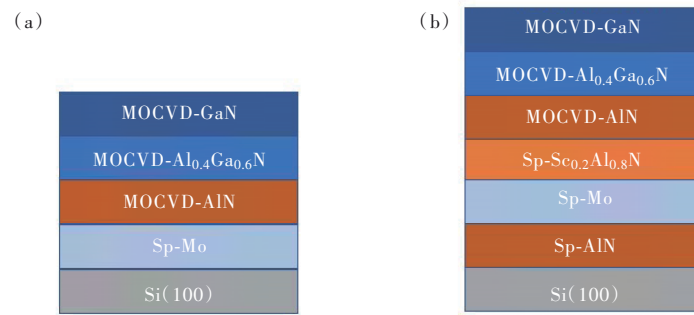 (a)
MOCVD-GaN
MOCVD-Al₀.₄Ga₀.₆N
MOCVD-AlN
Sp-Mo
Si(100)
(b)
MOCVD-GaN
MOCVD-Al₀.₄Ga₀.₆N
MOCVD-AlN
Sp-Sc₀.₂Al₀.₈N
Sp-Mo
Sp-AlN
Si(100)